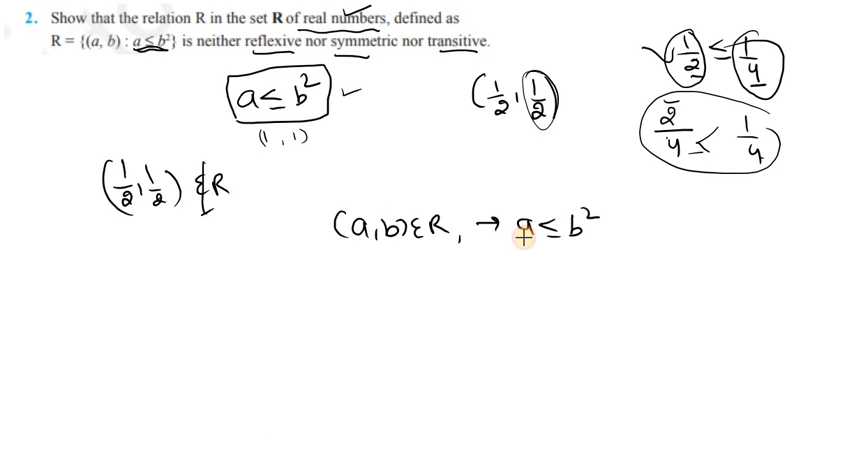 2. Show that the relation R in the set R of real numbers, defined as
R = {(a, b) : a ≤ b²} is neither reflexive nor symmetric nor transitive.
a ≤ b²
(1, 1)
(1/2, 1/2)
1/2 ≤ 1/4
2/4 ≤ 1/4
(1/2, 1/2) ∉ R
(a, b) ∈ R, → a ≤ b²